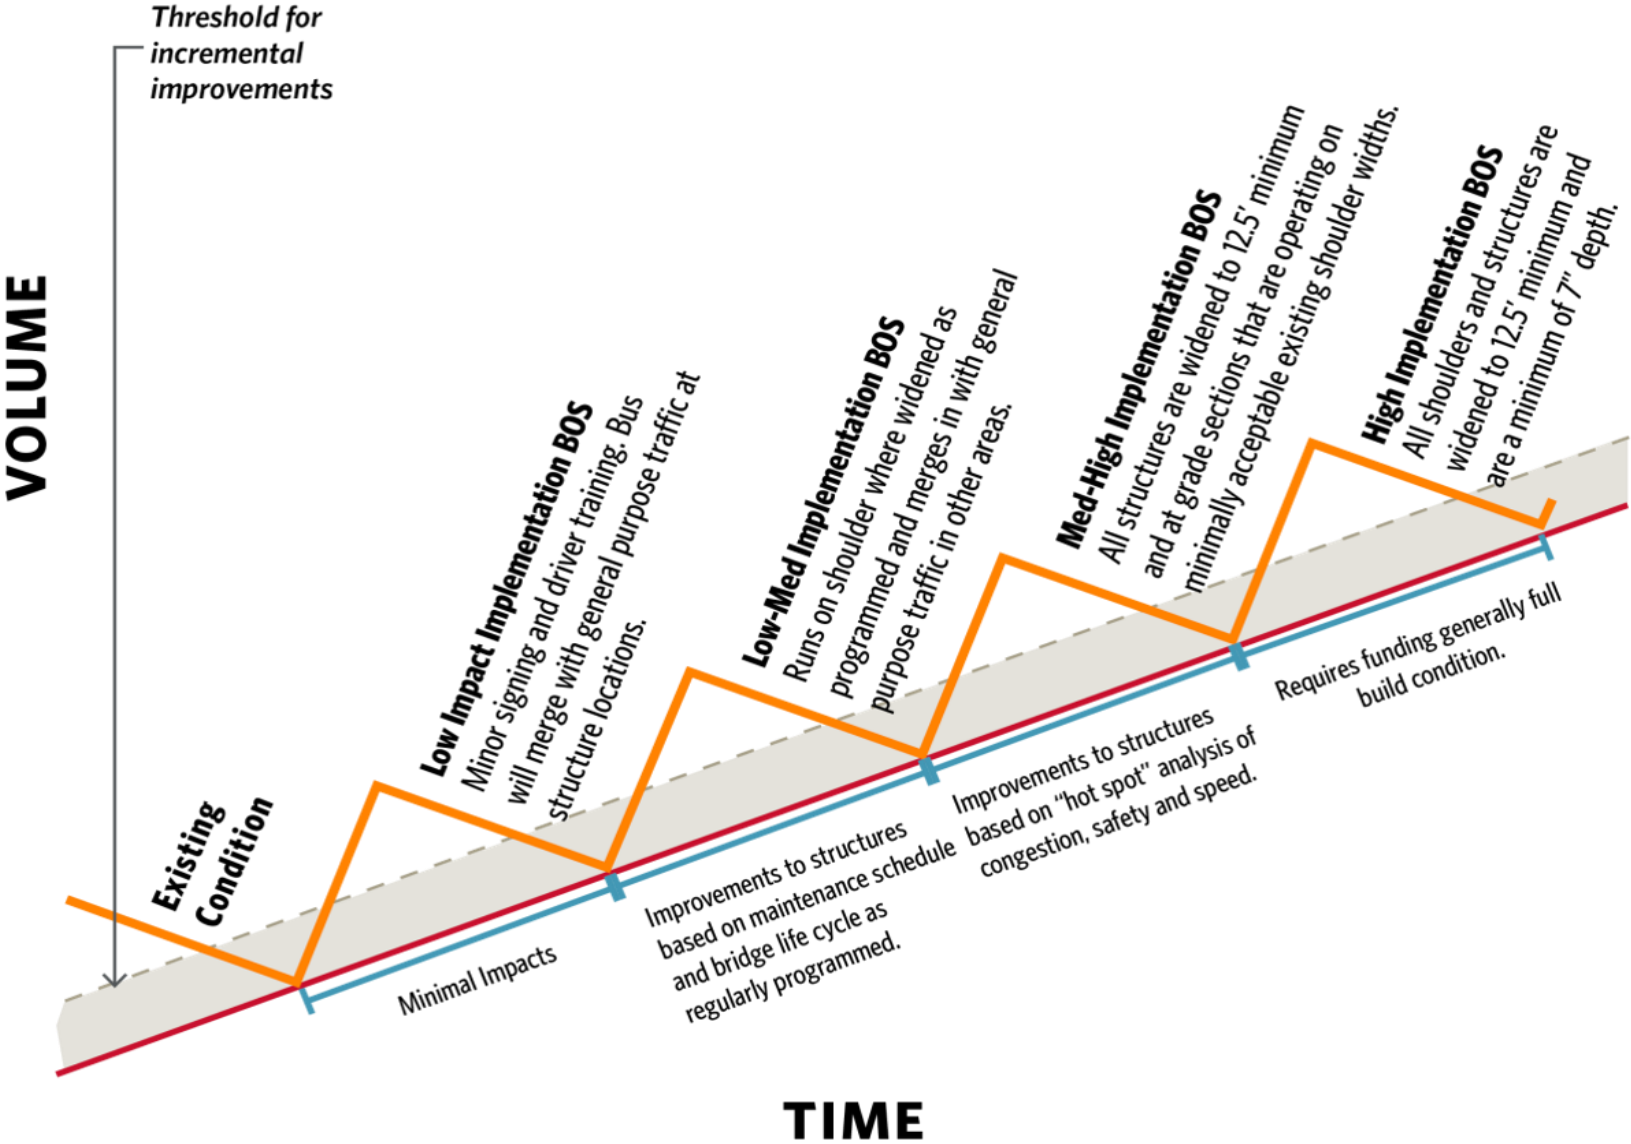 Threshold for
incremental
improvements
VOLUME
Existing
Condition
Low Impact Implementation BOS
Minor signing and driver training. Bus
will merge with general purpose traffic at
structure locations.
Low-Med Implementation BOS
Runs on shoulder where widened as
programmed and merges in with general
purpose traffic in other areas.
Med-High Implementation BOS
All structures are widened to 12.5' minimum
and at grade sections that are operating on
minimally acceptable existing shoulder widths.
High Implementation BOS
All shoulders and structures are
widened to 12.5' minimum and
are a minimum of 7" depth.
Minimal Impacts
Improvements to structures
based on maintenance schedule
and bridge life cycle as
regularly programmed.
Improvements to structures
based on “hot spot” analysis of
congestion, safety and speed.
Requires funding generally full
build condition.
TIME